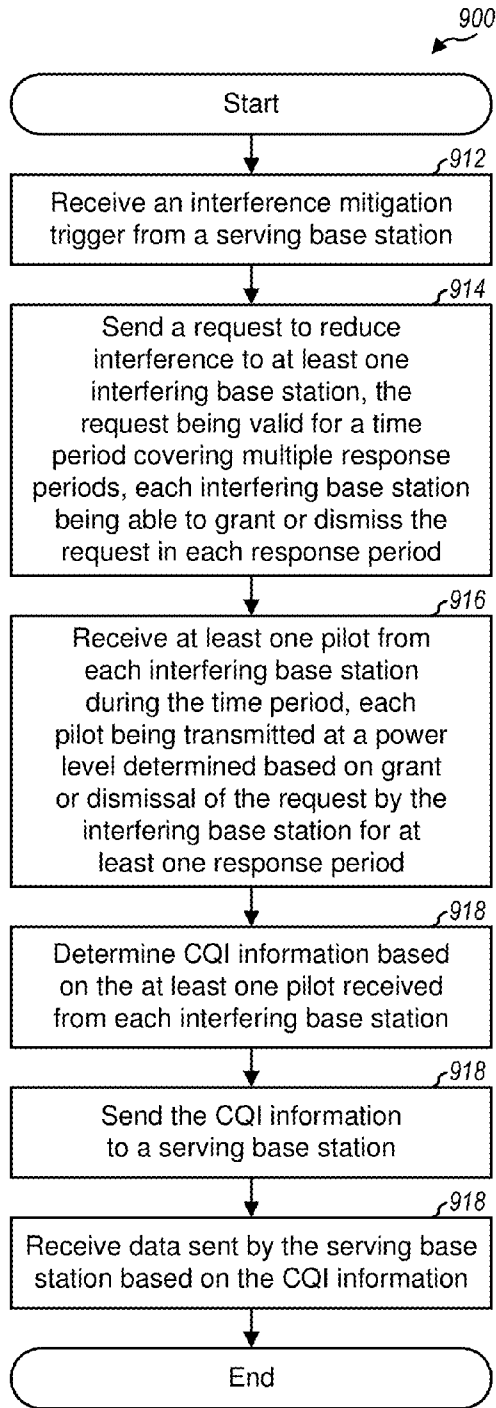 900
Start
912
Receive an interference mitigation
trigger from a serving base station
914
Send a request to reduce
interference to at least one
interfering base station, the
request being valid for a time
period covering multiple response
periods, each interfering base station
being able to grant or dismiss the
request in each response period
916
Receive at least one pilot from
each interfering base station
during the time period, each
pilot being transmitted at a power
level determined based on grant
or dismissal of the request by the
interfering base station for at
least one response period
918
Determine CQI information based
on the at least one pilot received
from each interfering base station
918
Send the CQI information
to a serving base station
918
Receive data sent by the serving base
station based on the CQI information
End